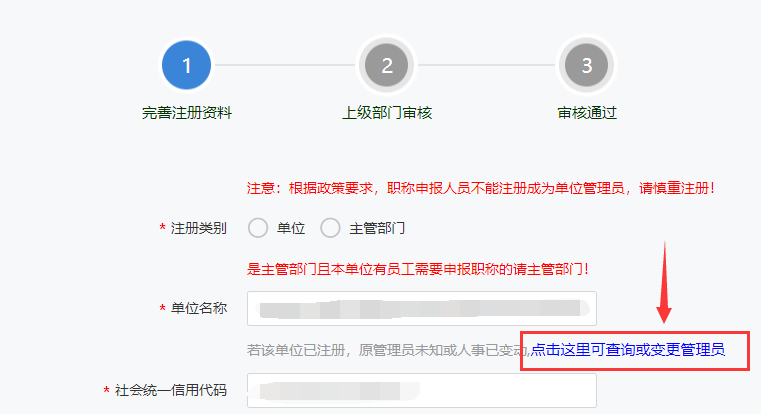 1 2 3
完善注册资料 上级部门审核 审核通过
注意：根据政策要求，职称申报人员不能注册成为单位管理员，请慎重注册！
* 注册类别 单位 主管部门
是主管部门且本单位有员工需要申报职称的请主管部门！
* 单位名称
若该单位已注册，原管理员未知或人事已变动,点击这里可查询或变更管理员
* 社会统一信用代码